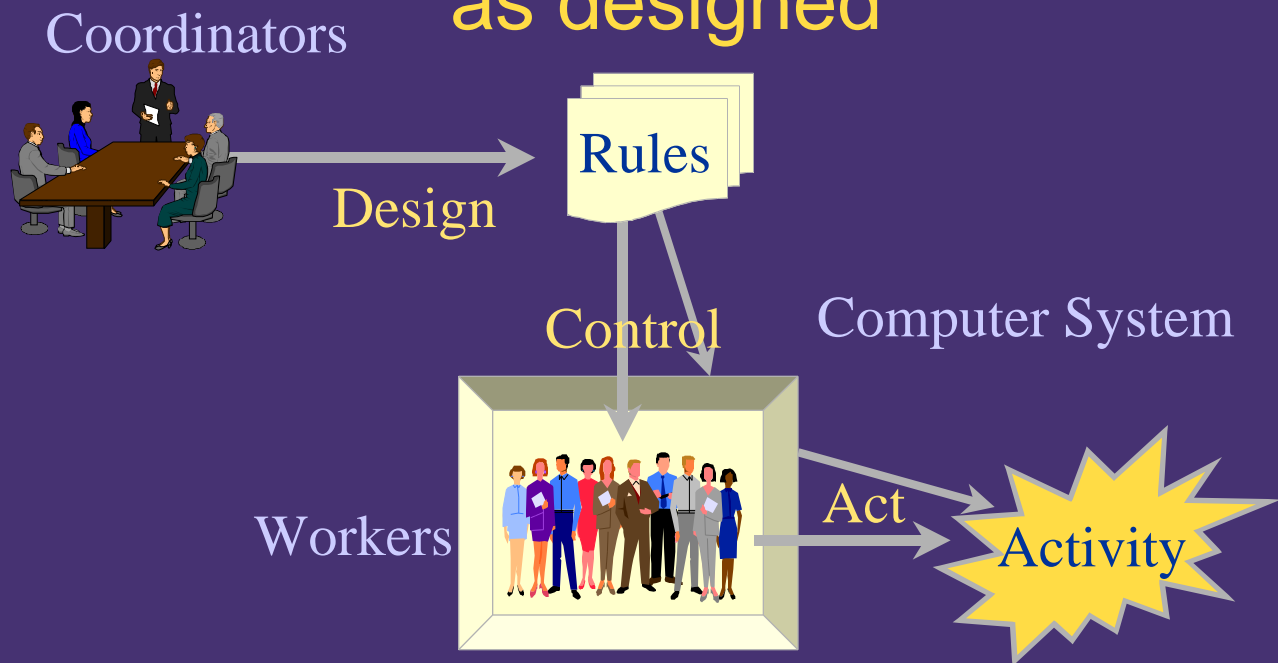 as designed
Coordinators
Rules
Design
Control
Computer System
Workers
Act
Activity